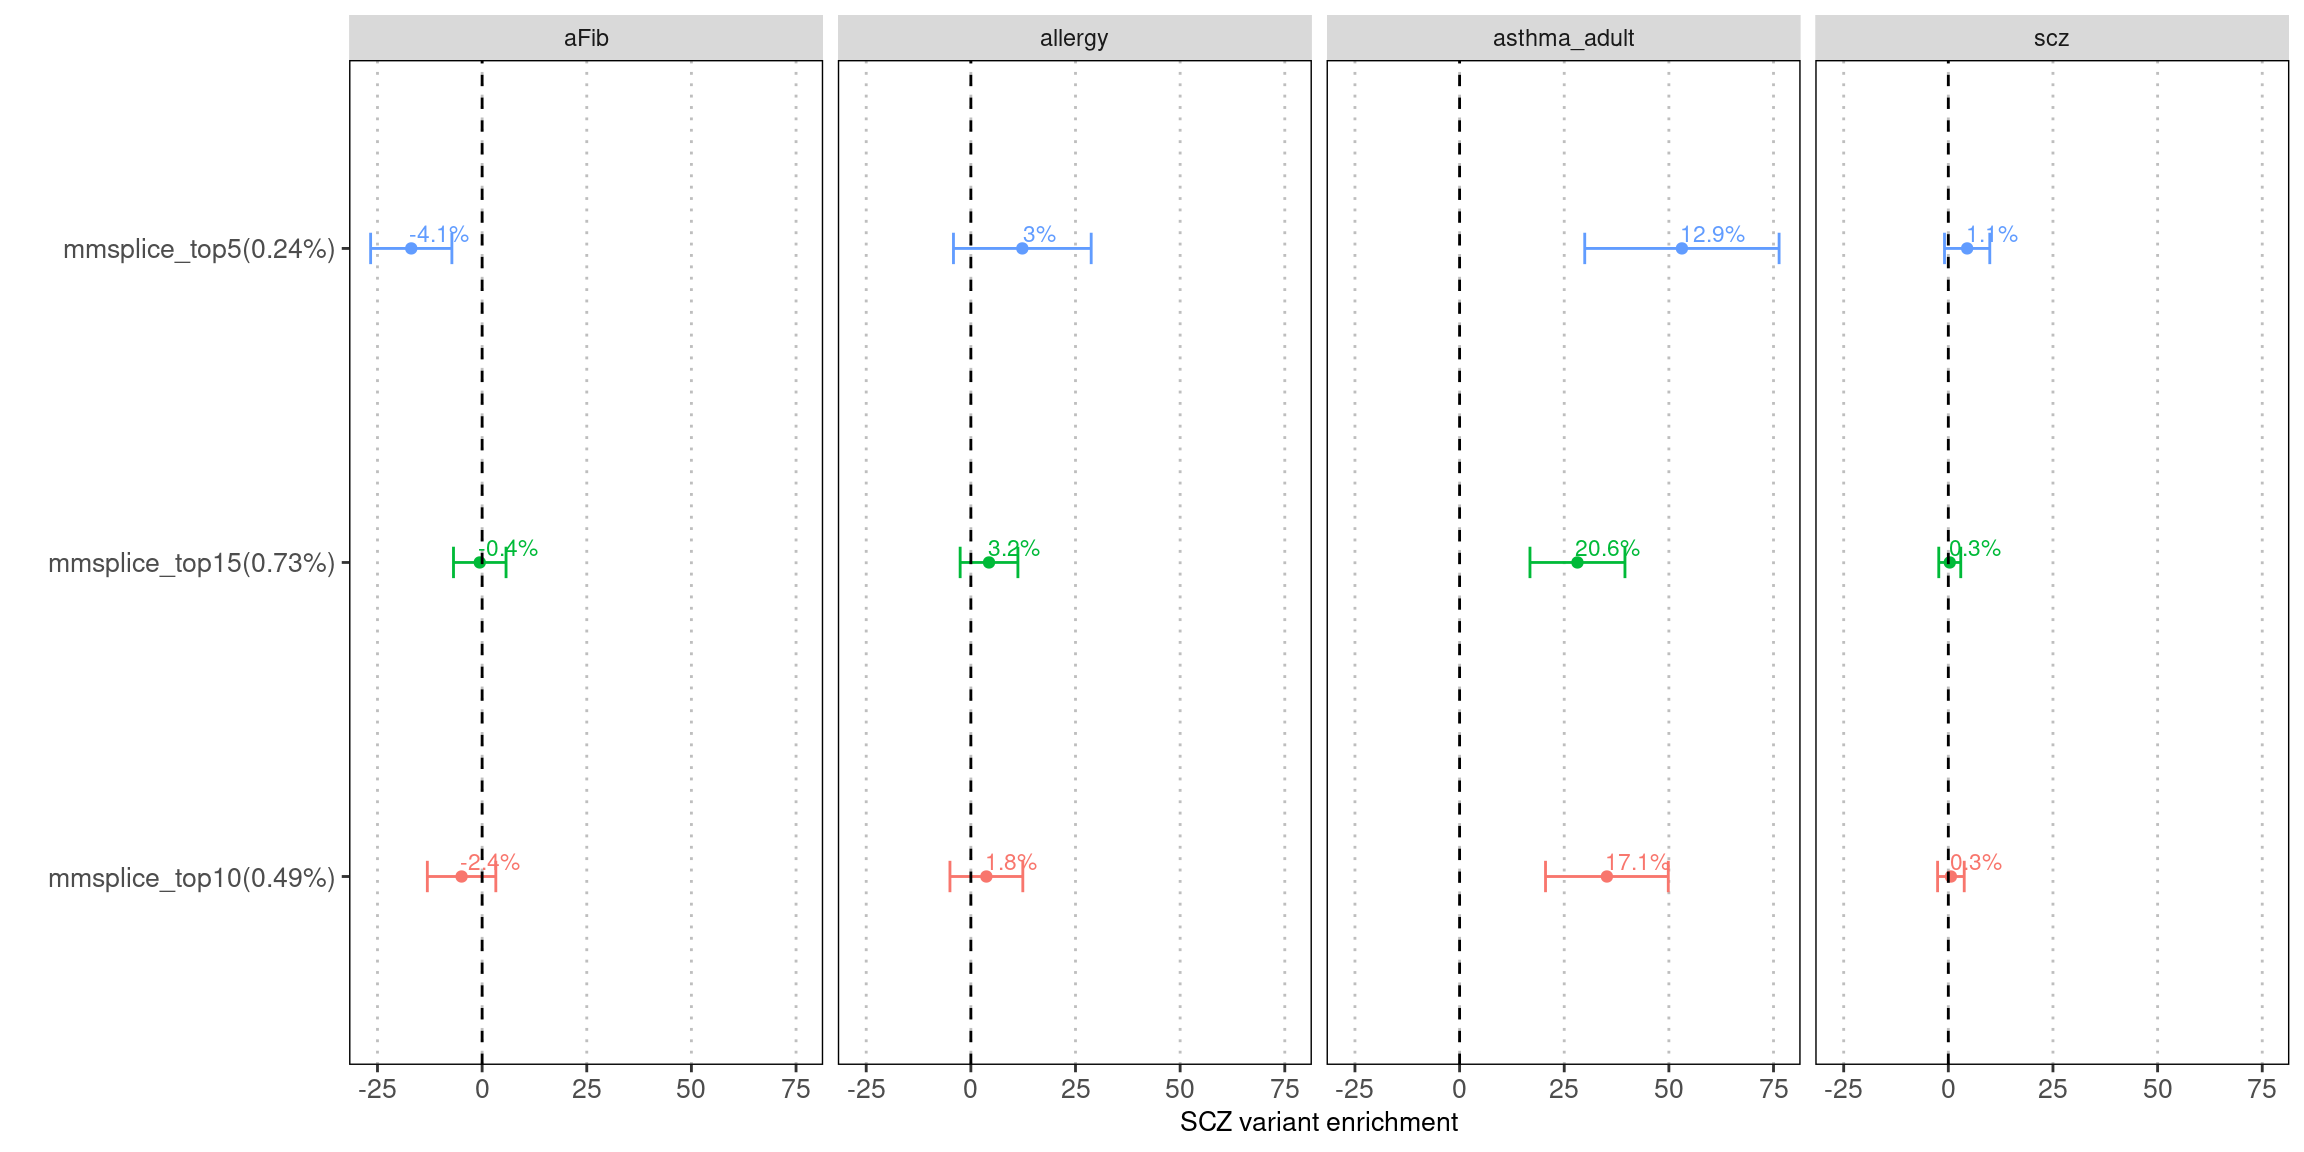 aFib
allergy
asthma_adult
scz
mmsplice_top5(0.24%)
-4.1%
3%
12.9%
1.1%
mmsplice_top15(0.73%)
-0.4%
3.2%
20.6%
0.3%
mmsplice_top10(0.49%)
-2.4%
1.8%
17.1%
0.3%
-25 0 25 50 75
-25 0 25 50 75
-25 0 25 50 75
-25 0 25 50 75
SCZ variant enrichment